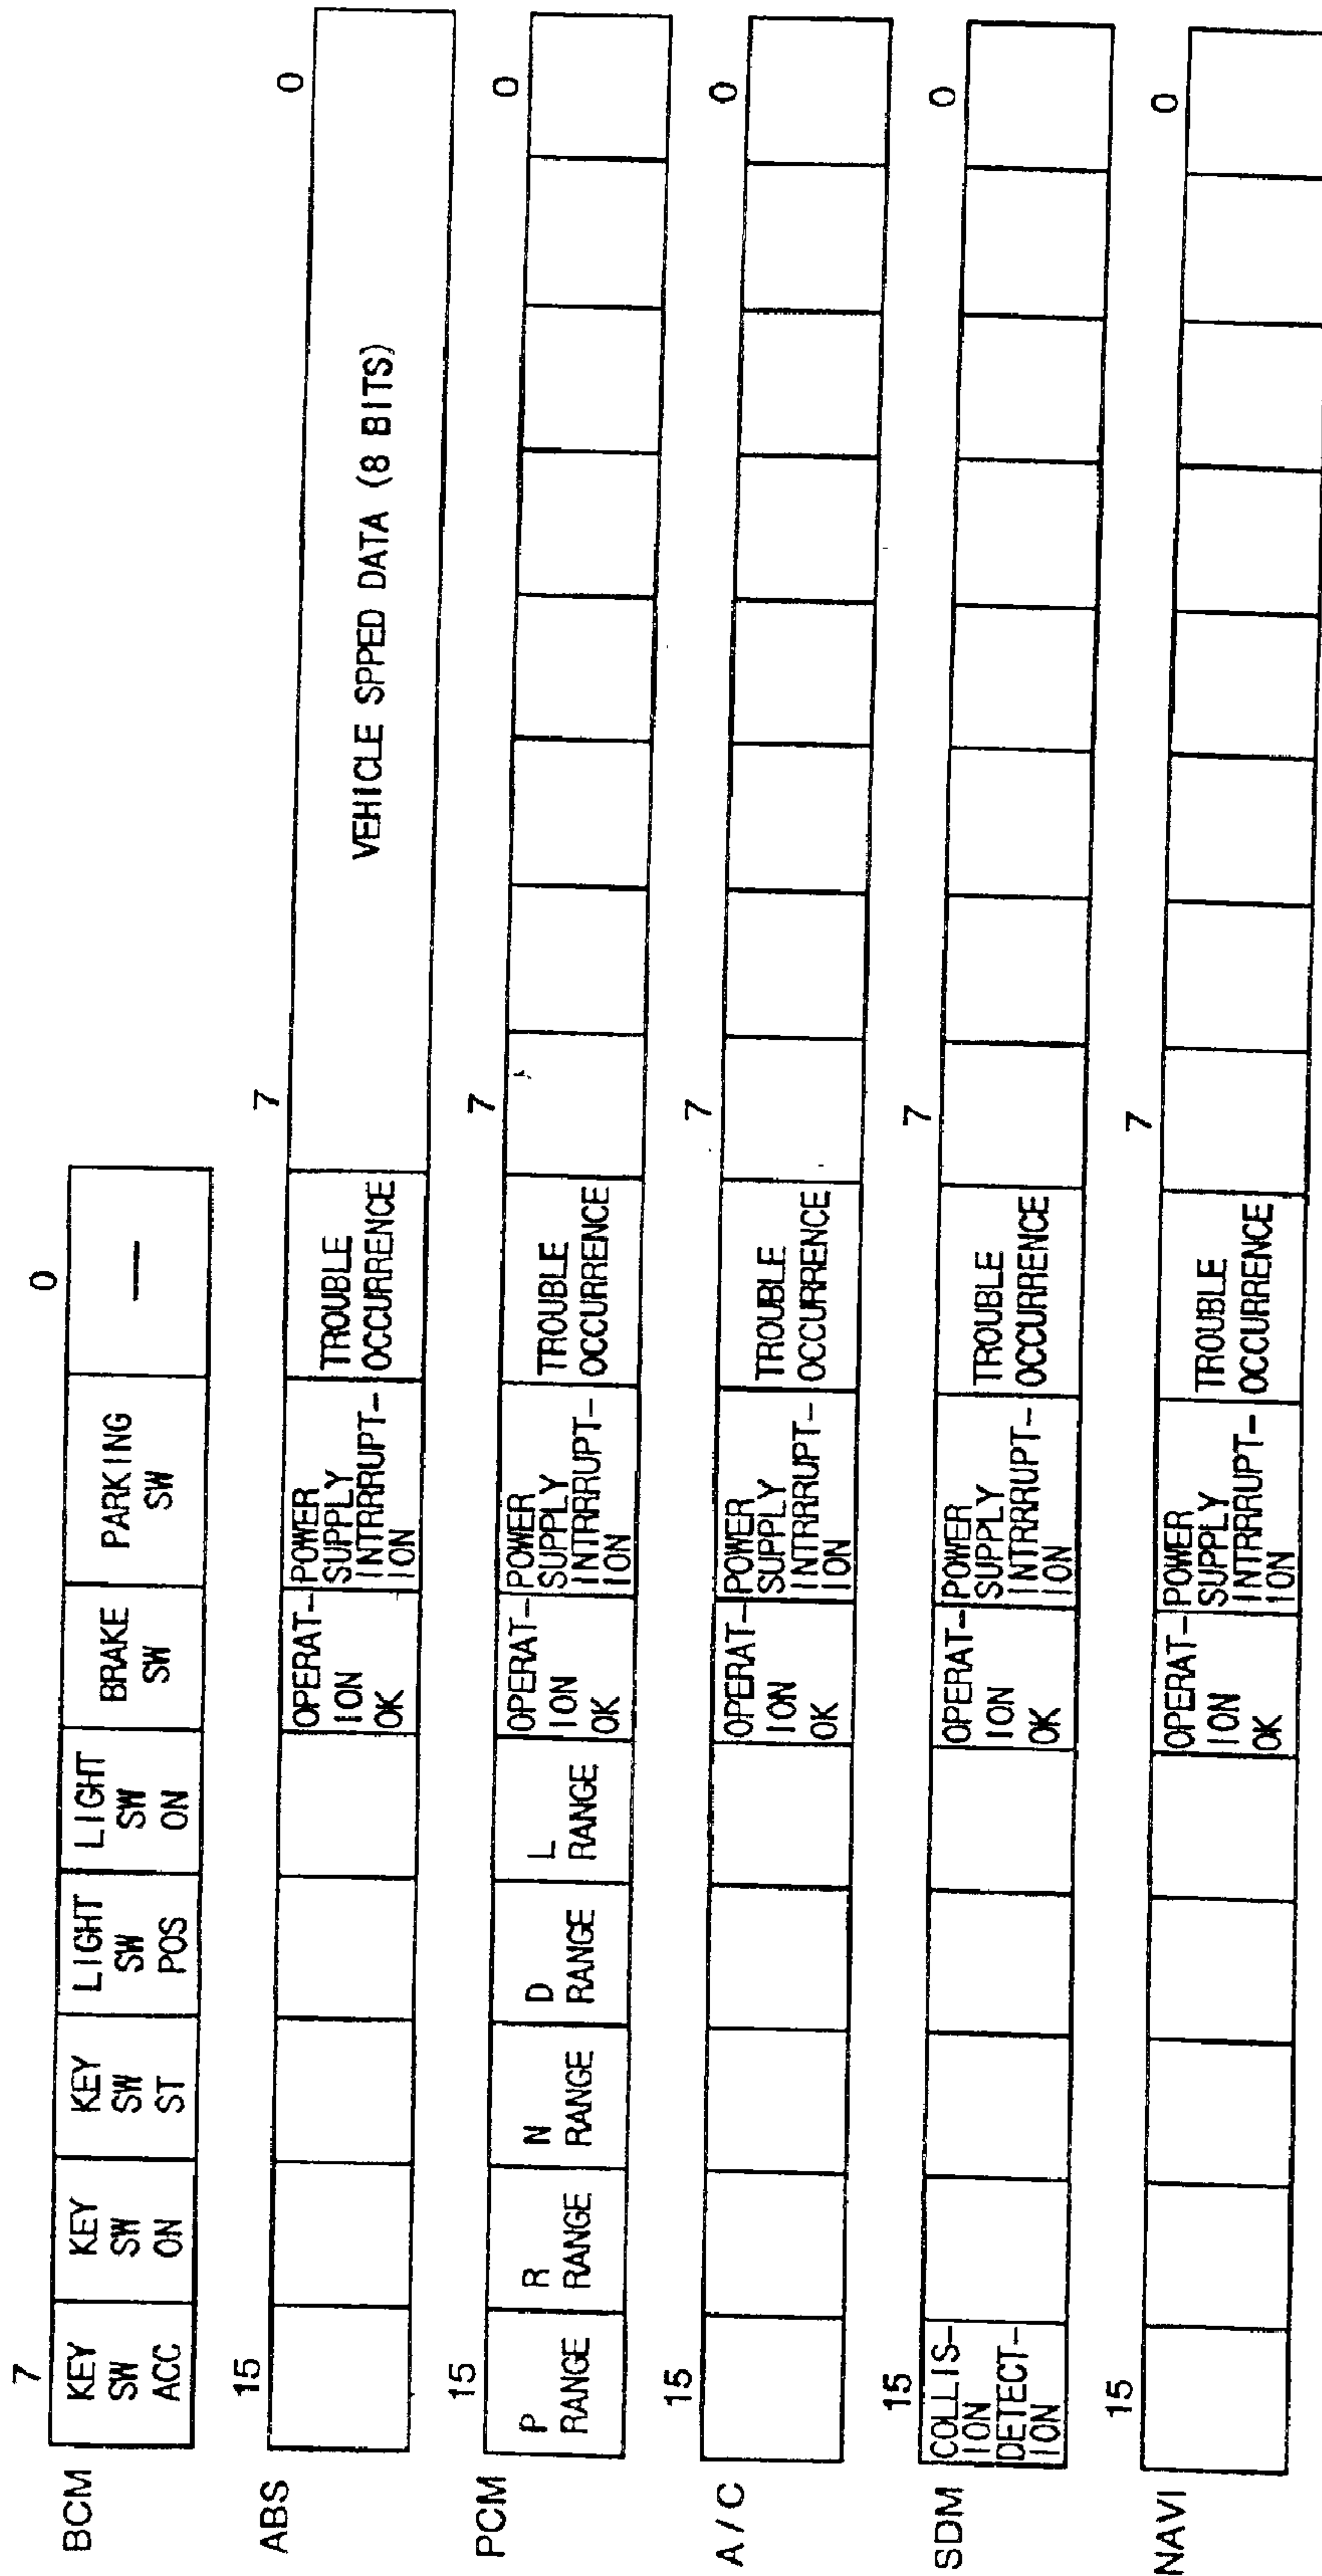 BCM
7
0
KEY
SW
ACC
KEY
SW
ON
KEY
SW
ST
LIGHT
SW
POS
LIGHT
SW
ON
BRAKE
SW
PARKING
SW
—
ABS
15
7
0
OPERAT-
ION
OK
POWER
SUPPLY
INTRRRUPT-
ION
TROUBLE
OCCURRENCE
VEHICLE SPPED DATA (8 BITS)
PCM
15
7
0
P
RANGE
R
RANGE
N
RANGE
D
RANGE
L
RANGE
OPERAT-
ION
OK
POWER
SUPPLY
INTRRRUPT-
ION
TROUBLE
OCCURRENCE
A/C
15
7
0
OPERAT-
ION
OK
POWER
SUPPLY
INTRRRUPT-
ION
TROUBLE
OCCURRENCE
SDM
15
7
0
COLLIS-
ION
DETECT-
ION
OPERAT-
ION
OK
POWER
SUPPLY
INTRRRUPT-
ION
TROUBLE
OCCURRENCE
NAVI
15
7
0
OPERAT-
ION
OK
POWER
SUPPLY
INTRRRUPT-
ION
TROUBLE
OCCURRENCE